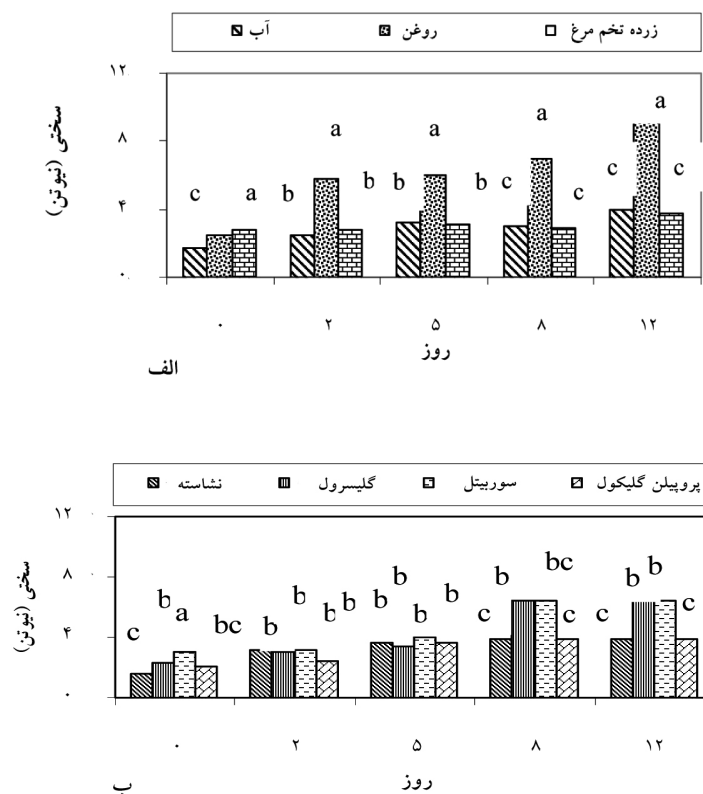 آب روغن زرده تخم مرغ
سختی (نیوتن)
۱۲
۸
۴
۰
a a a a
c a b b b b c c c c
۰ ۲ ۵ ۸ ۱۲
روز
الف
نشاسته گلیسرول سوربیتل پروپیلن گلیکول
سختی (نیوتن)
۱۲
۸
۴
۰
c b a bc b b b b b b b b c b bc c c b b c
۰ ۲ ۵ ۸ ۱۲
روز
ب